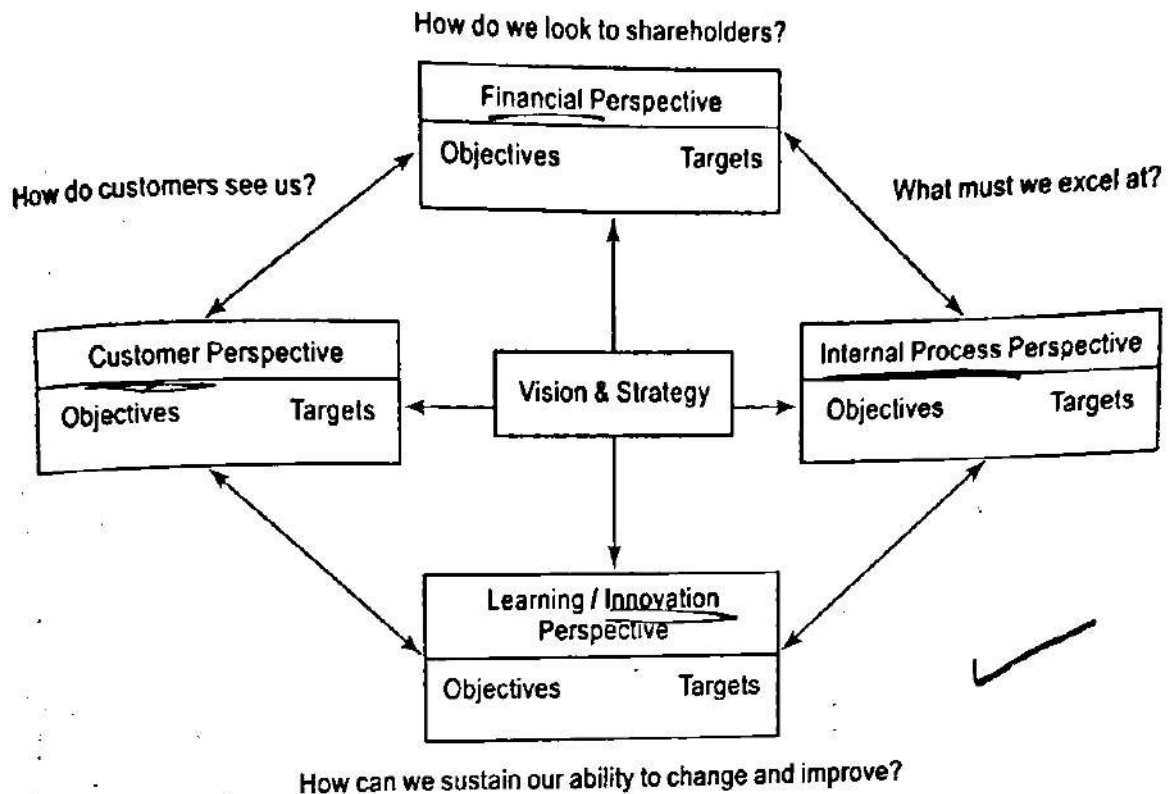 How do we look to shareholders?
Financial Perspective
Objectives Targets
How do customers see us?
What must we excel at?
Customer Perspective
Objectives Targets
Vision & Strategy
Internal Process Perspective
Objectives Targets
Learning / Innovation
Perspective
Objectives Targets
How can we sustain our ability to change and improve?